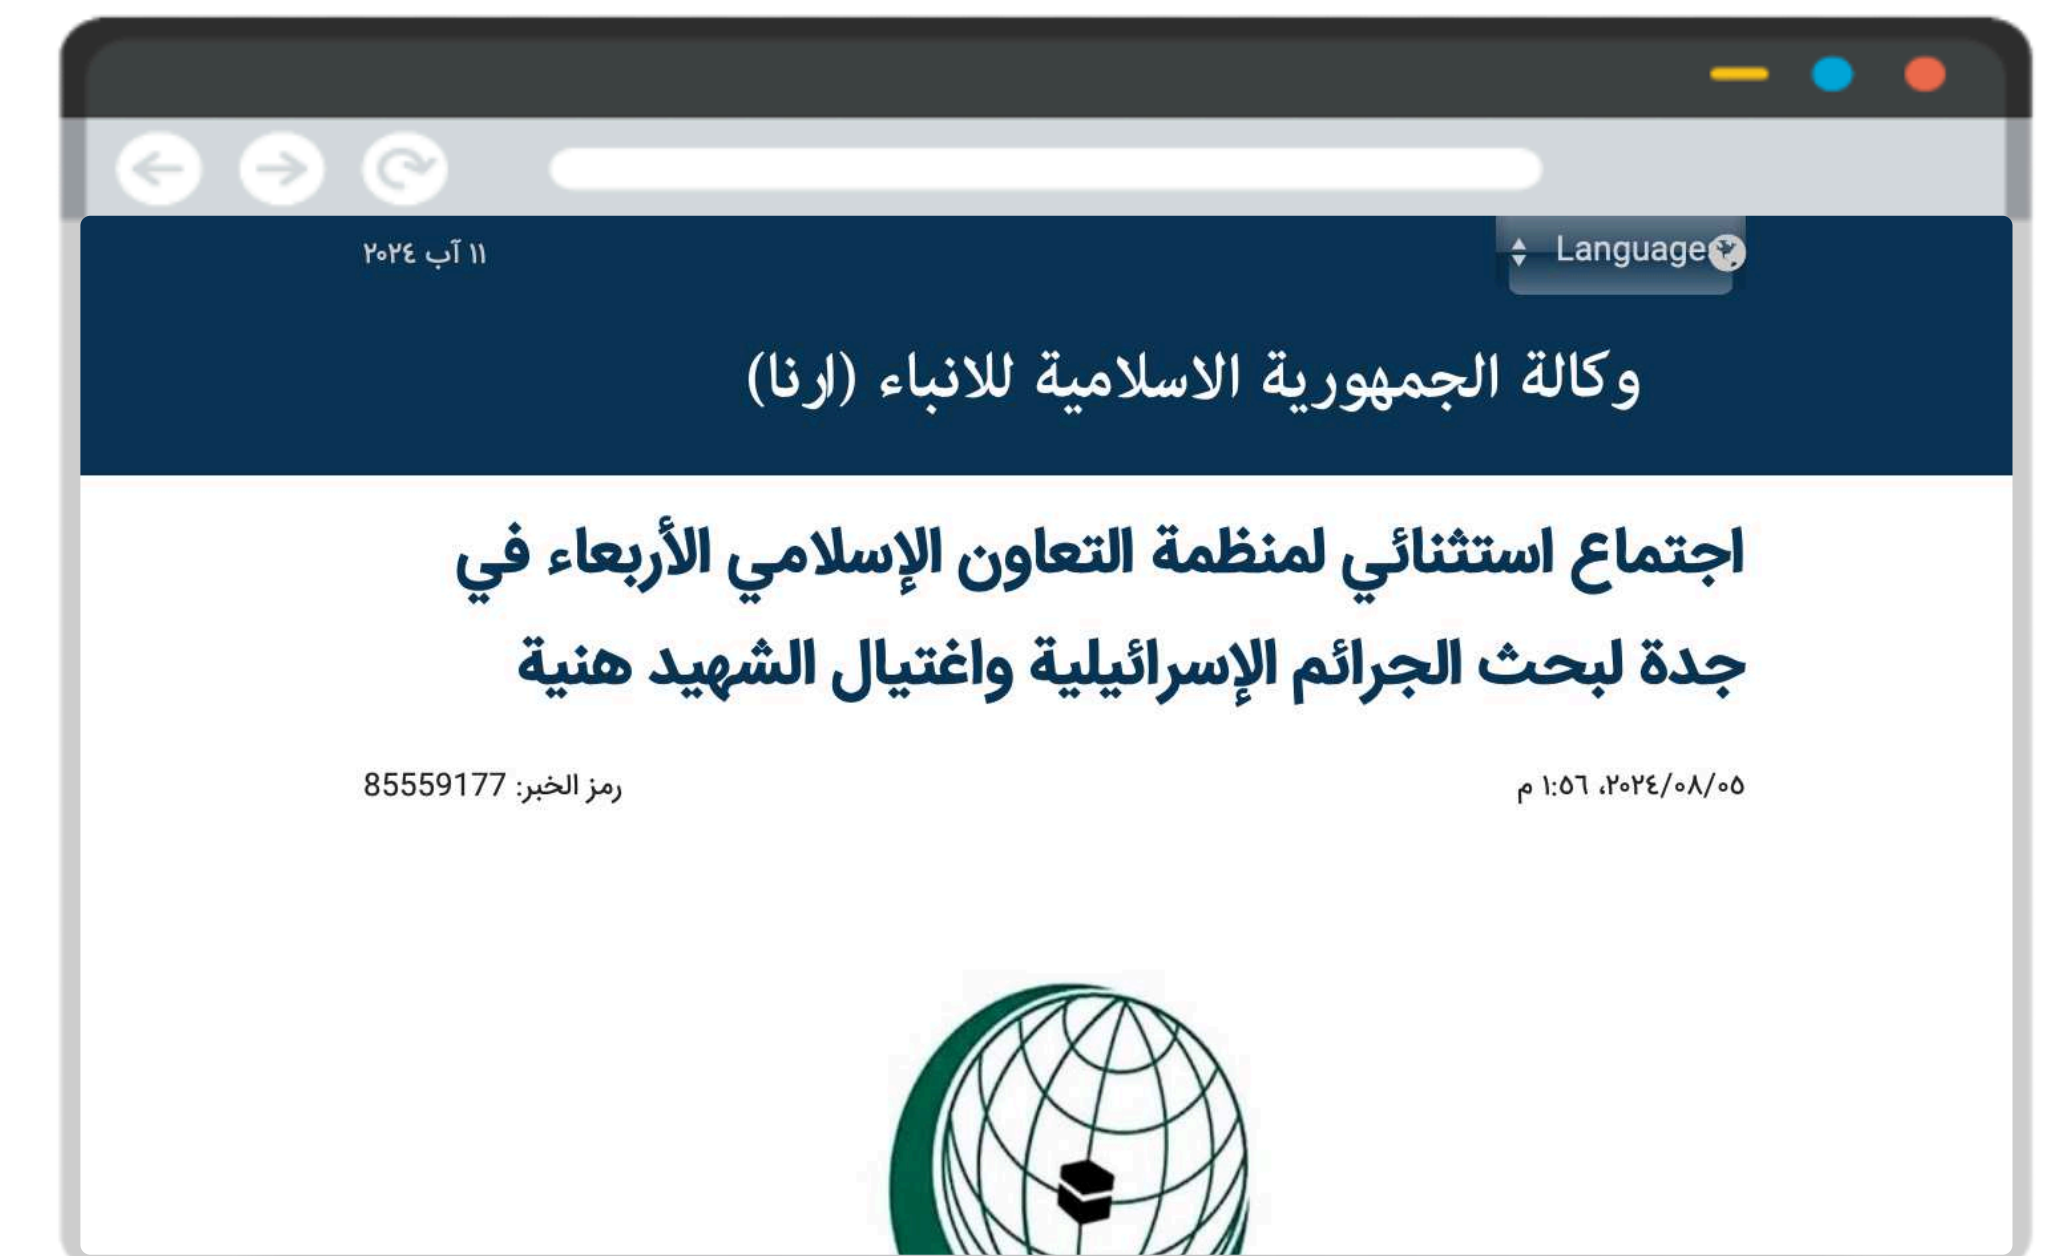 Language
١١ آب ٢٠٢٤
وكالة الجمهورية الاسلامية للانباء (ارنا)
اجتماع استثنائي لمنظمة التعاون الإسلامي الأربعاء في
جدة لبحث الجرائم الإسرائيلية واغتيال الشهيد هنية
٢٠٢٤/٠٨/٠٥، ١:٥٦ م
رمز الخبر: 85559177